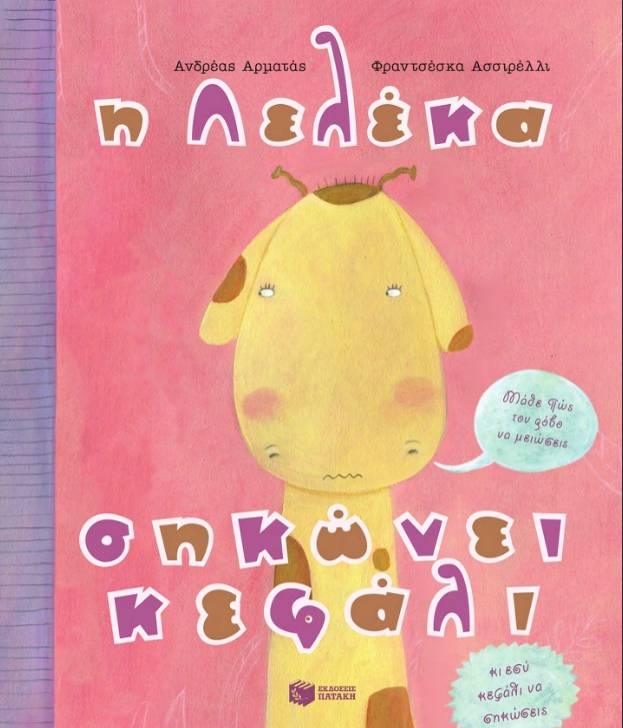 Ανδρέας Αρματάς Φραντσέσκα Ασσιρέλλι
η Λελέκα
Μάθε πώς
τον φόβο
να μειώσεις
σηκώνει
κεφάλι
ΕΚΔΟΣΕΙΣ
ΠΑΤΑΚΗ
κι εσύ
κεφάλι να
σηκώσεις